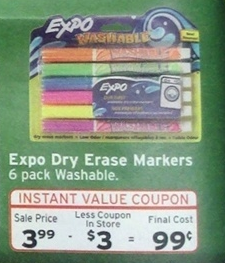 EXPO
WASHABLE
EXPO
Expo Dry Erase Markers
6 pack Washable.
INSTANT VALUE COUPON
Sale Price Less Coupon In Store Final Cost
3.99 - $3 = 99¢